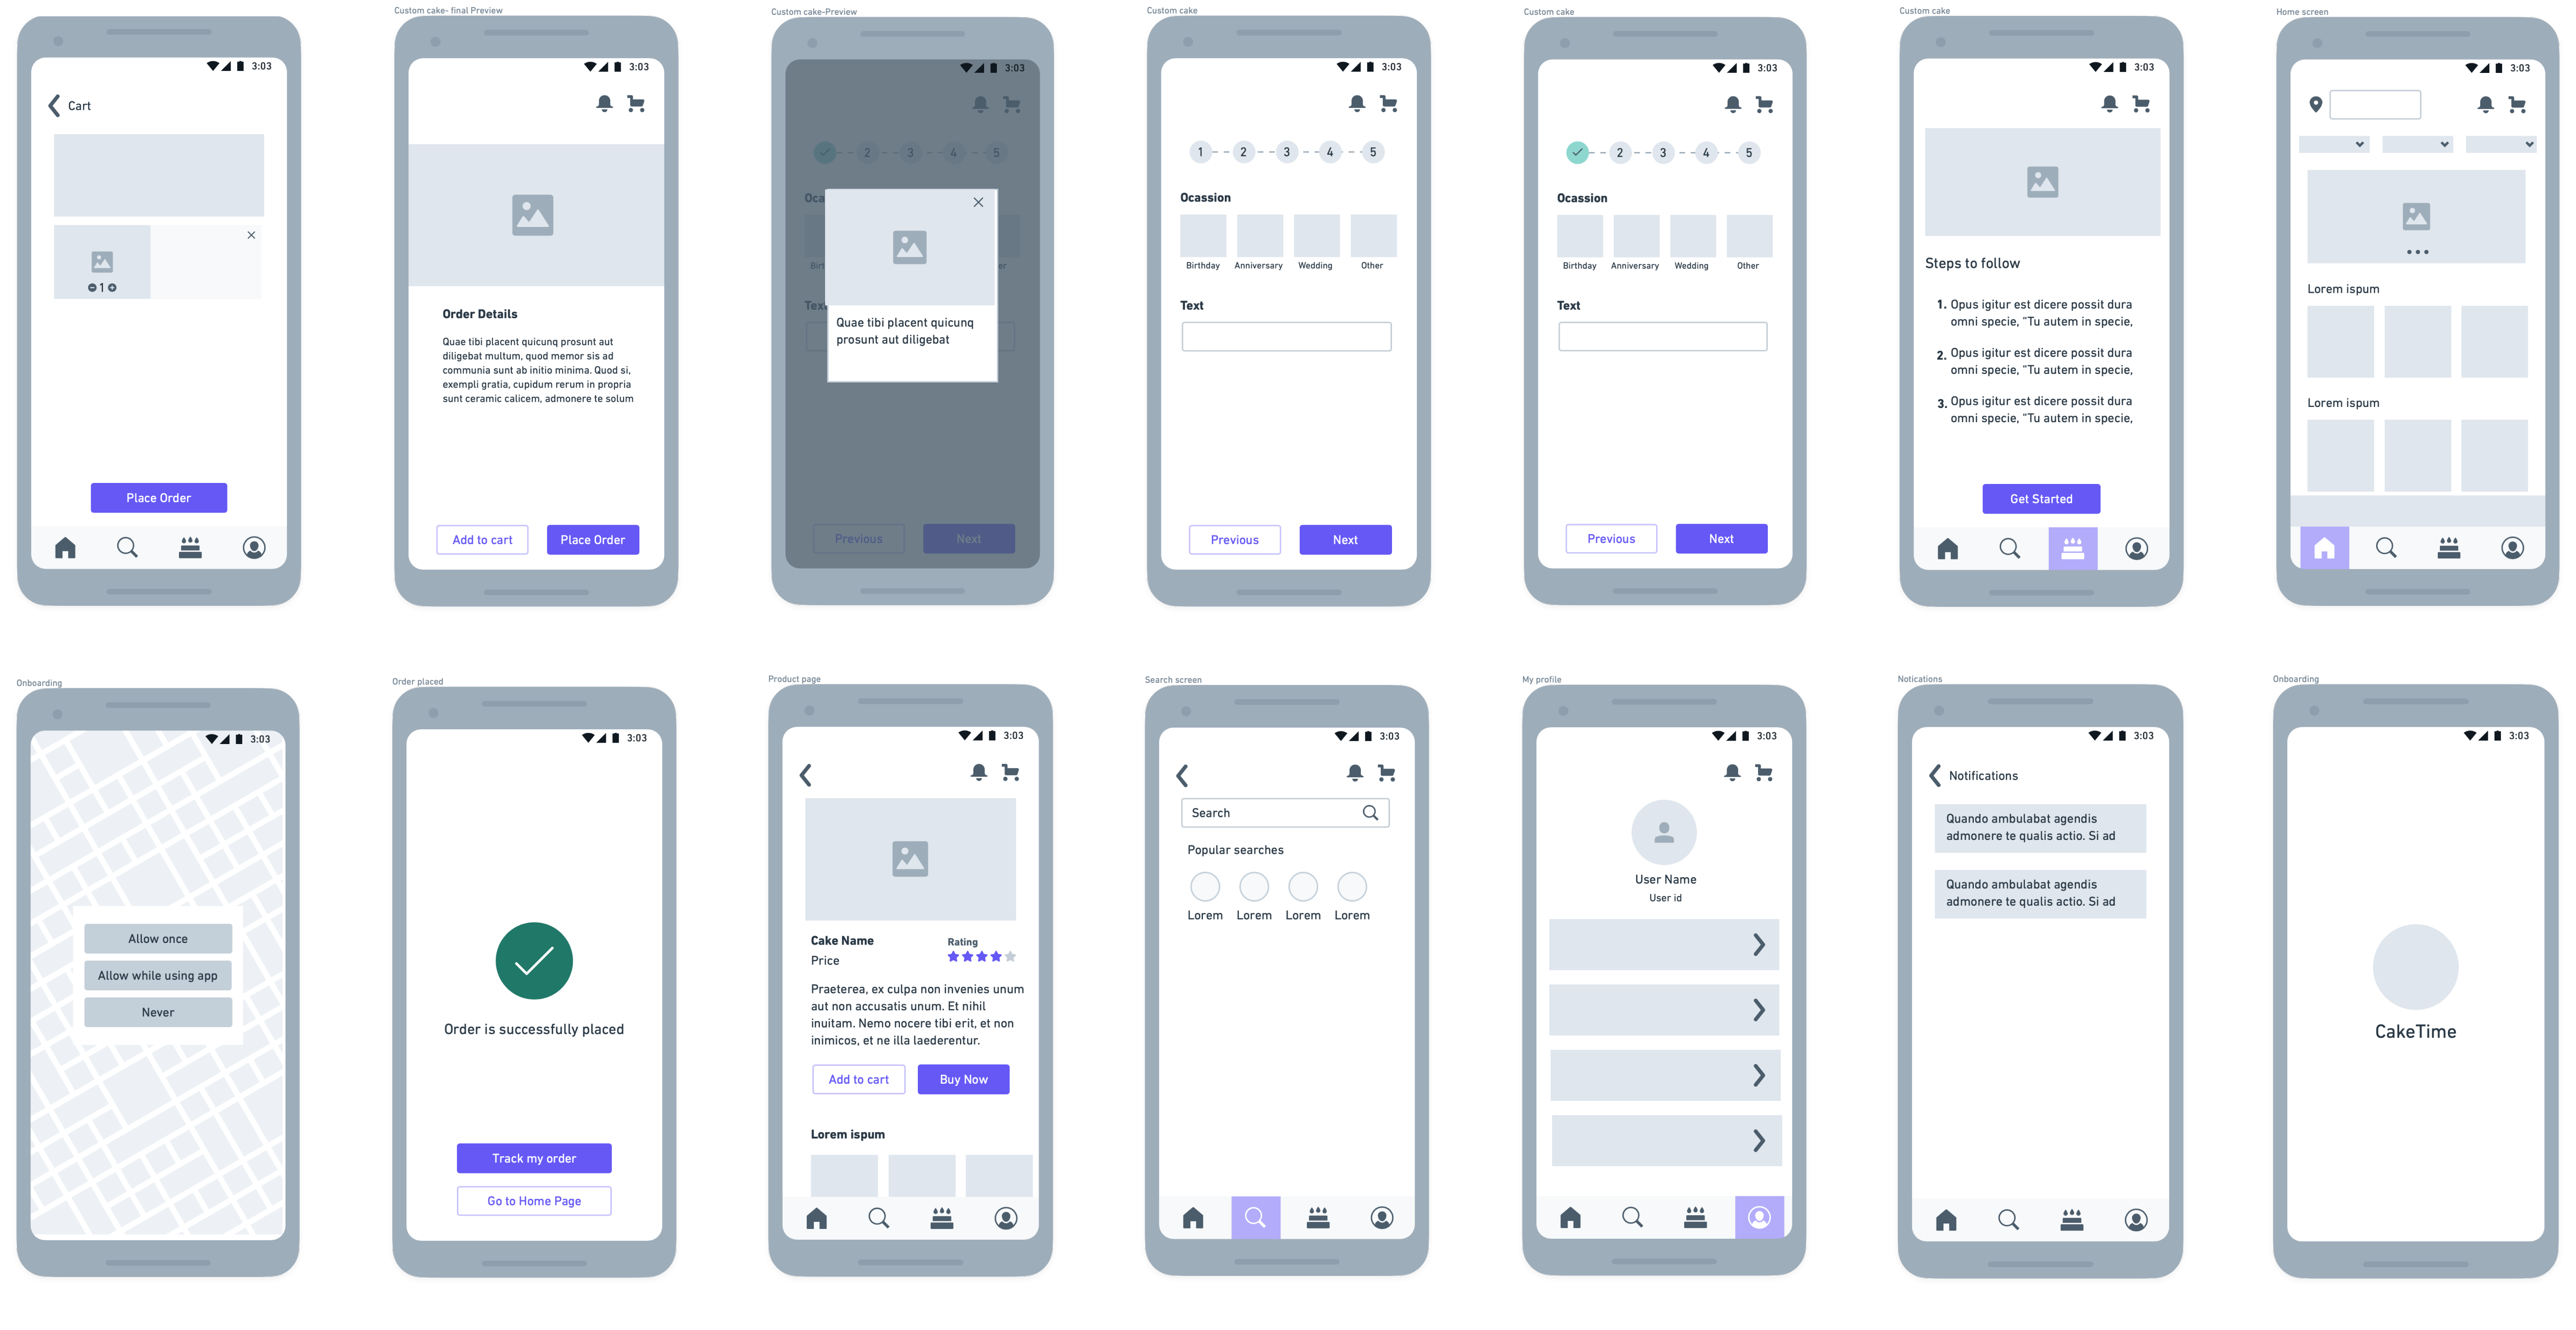 3:03
Cart
1
Place Order
Custom cake- final Preview
3:03
Order Details
Quae tibi placent quicunq prosunt aut
diligebat multum, quod memor sis ad
communia sunt ab initio minima. Quod si,
exempli gratia, cupidum rerum in propria
sunt ceramic calicem, admonere te solum
Add to cart
Place Order
Custom cake-Preview
3:03
2
3
4
5
Oca
Birt
er
Text
Quae tibi placent quicunq
prosunt aut diligebat
Previous
Next
Custom cake
3:03
1
2
3
4
5
Ocassion
Birthday
Anniversary
Wedding
Other
Text
Previous
Next
Custom cake
3:03
2
3
4
5
Ocassion
Birthday
Anniversary
Wedding
Other
Text
Previous
Next
Custom cake
3:03
Steps to follow
1. Opus igitur est dicere possit dura
omni specie, “Tu autem in specie,
2. Opus igitur est dicere possit dura
omni specie, “Tu autem in specie,
3. Opus igitur est dicere possit dura
omni specie, “Tu autem in specie,
Get Started
Home screen
3:03
Lorem ispum
Lorem ispum
Onboarding
3:03
Allow once
Allow while using app
Never
Order placed
3:03
Order is successfully placed
Track my order
Go to Home Page
Product page
3:03
Cake Name
Rating
Price
Praeterea, ex culpa non invenies unum
aut non accusatis unum. Et nihil
inuitam. Nemo nocere tibi erit, et non
inimicos, et ne illa laederentur.
Add to cart
Buy Now
Lorem ispum
Search screen
3:03
Search
Popular searches
Lorem
Lorem
Lorem
Lorem
My profile
3:03
User Name
User id
Notications
3:03
Notifications
Quando ambulabat agendis
admonere te qualis actio. Si ad
Quando ambulabat agendis
admonere te qualis actio. Si ad
Onboarding
3:03
CakeTime